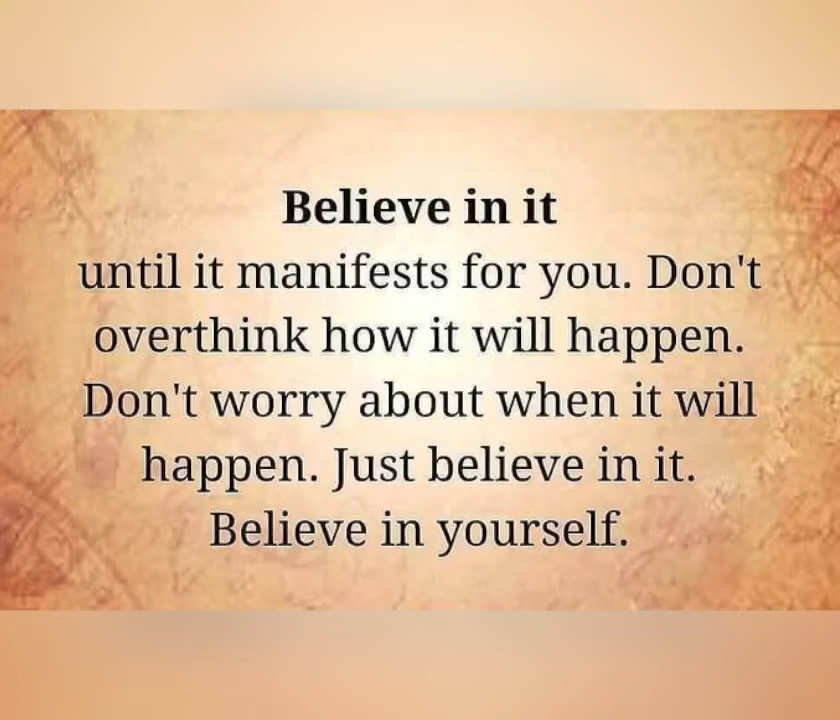 Believe in it
until it manifests for you. Don't
overthink how it will happen.
Don't worry about when it will
happen. Just believe in it.
Believe in yourself.